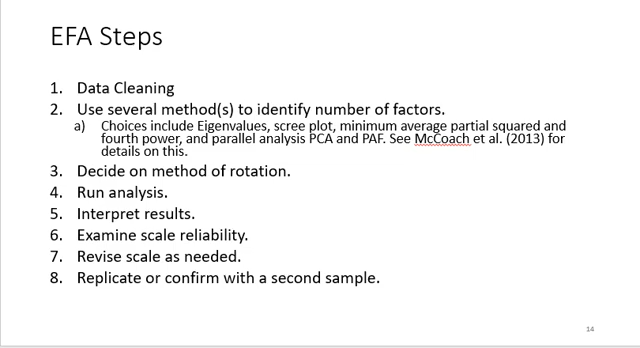 EFA Steps
1. Data Cleaning
2. Use several method(s) to identify number of factors.
a) Choices include Eigenvalues, scree plot, minimum average partial squared and
fourth power, and parallel analysis PCA and PAF. See McCoach et al. (2013) for
details on this.
3. Decide on method of rotation.
4. Run analysis.
5. Interpret results.
6. Examine scale reliability.
7. Revise scale as needed.
8. Replicate or confirm with a second sample.
14